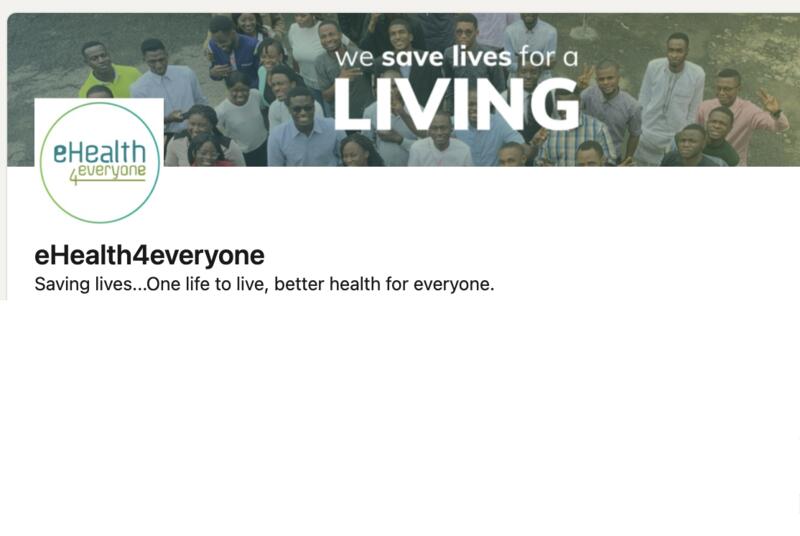 we save lives for a
LIVING
eHealth
4everyone
eHealth4everyone
Saving lives...One life to live, better health for everyone.